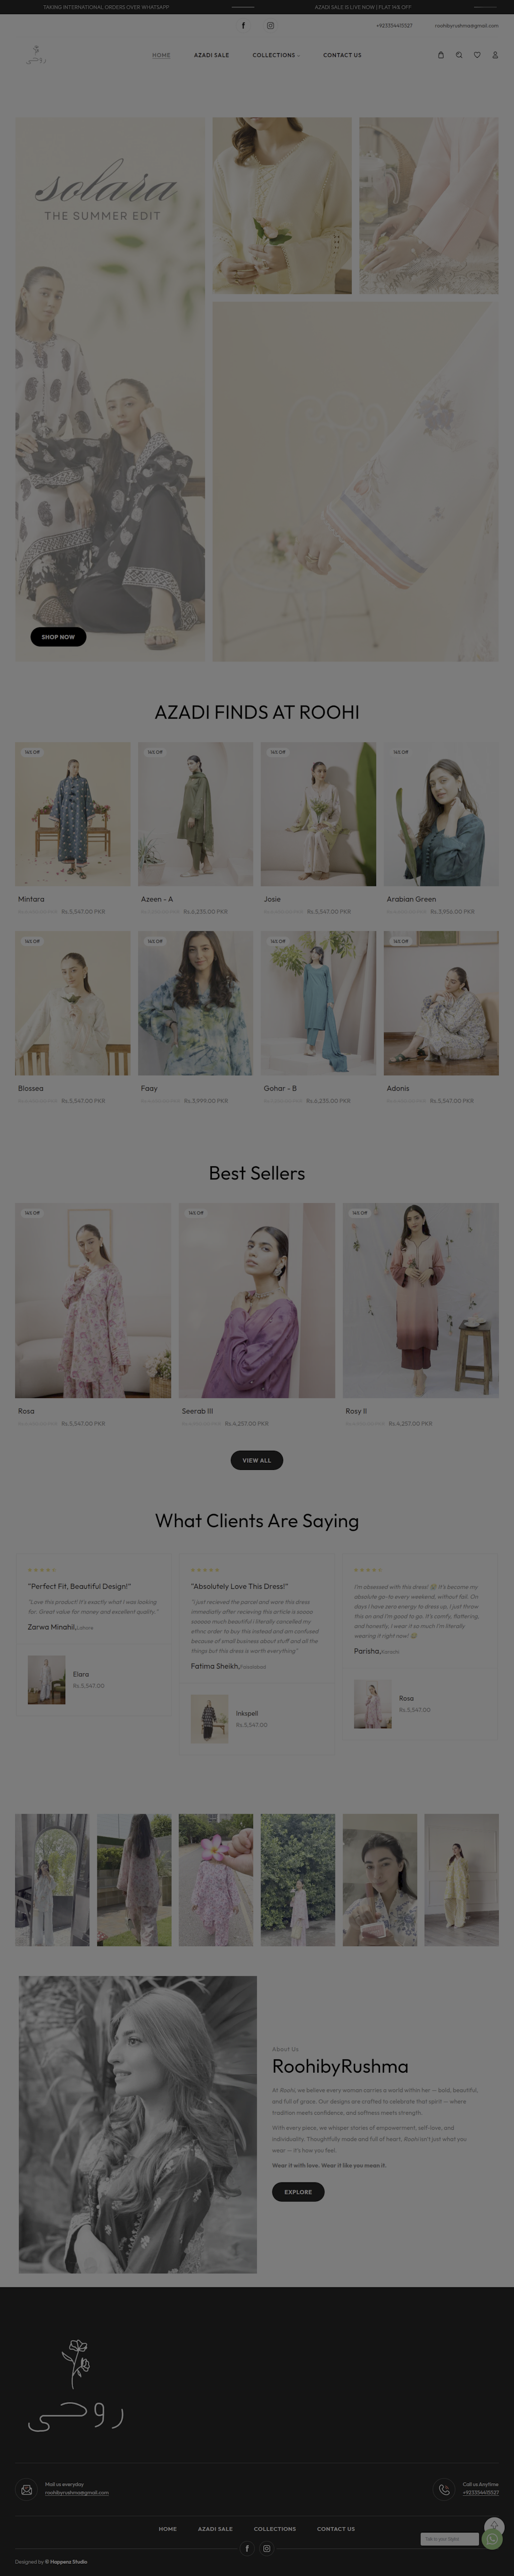 TAKING INTERNATIONAL ORDERS OVER WHATSAPP
AZADI SALE IS LIVE NOW | FLAT 14% OFF
+923354415527
roohibyrushma@gmail.com
HOME
AZADI SALE
COLLECTIONS
CONTACT US
solara
THE SUMMER EDIT
SHOP NOW
AZADI FINDS AT ROOHI
14% Off
14% Off
14% Off
14% Off
Mintara
Azeen - A
Josie
Arabian Green
Rs.5,547.00 PKR
Rs.6,235.00 PKR
Rs.5,547.00 PKR
Rs.3,956.00 PKR
14% Off
14% Off
14% Off
14% Off
Blossea
Faay
Gohar - B
Adonis
Rs.5,547.00 PKR
Rs.3,999.00 PKR
Rs.6,235.00 PKR
Rs.5,547.00 PKR
Best Sellers
14% Off
14% Off
14% Off
Rosa
Seerab III
Rosy II
Rs.5,547.00 PKR
Rs.4,257.00 PKR
Rs.4,257.00 PKR
VIEW ALL
What Clients Are Saying
"Perfect Fit, Beautiful Design!"
"Love this product! It's exactly what I was looking
for. Great value for money and excellent quality."
Zarwa Minahil, Lahore
Elara
Rs.5,547.00
"Absolutely Love This Dress!"
"I just received the parcel and wore this dress
immediately after receiving this article is soooo
soooo much beautiful i literally cancelled my
ethnic order to buy this instead and i am confused
because of small business about stuff and all the
things but this dress is worth everything"
Fatima Sheikh, Faisalabad
Inkspell
Rs.5,547.00
I'm obsessed with this dress! 😍 It's become my
absolute go-to every weekend, without fail. On
days I have zero energy to dress up, I just throw
this on and I'm good to go. It's comfy, flattering,
and honestly, I wear it so much I'm literally
wearing it right now! 😂
Parisha, Karachi
Rosa
Rs.5,547.00
About Us
RoohibyRushma
At Roohi, we believe every woman carries a world within her — bold, beautiful,
and full of grace. Our designs are crafted to celebrate that spirit — where
tradition meets confidence, and softness meets strength.
With every piece, we whisper stories of empowerment, self-love, and
individuality. Thoughtfully made and full of heart, Roohi isn't just what you
wear — it's how you feel.
Wear it with love. Wear it like you mean it.
EXPLORE
روحی
Mail us everyday
roohibyrushma@gmail.com
Call us Anytime
+923354415527
HOME
AZADI SALE
COLLECTIONS
CONTACT US
Designed by © Happens Studio